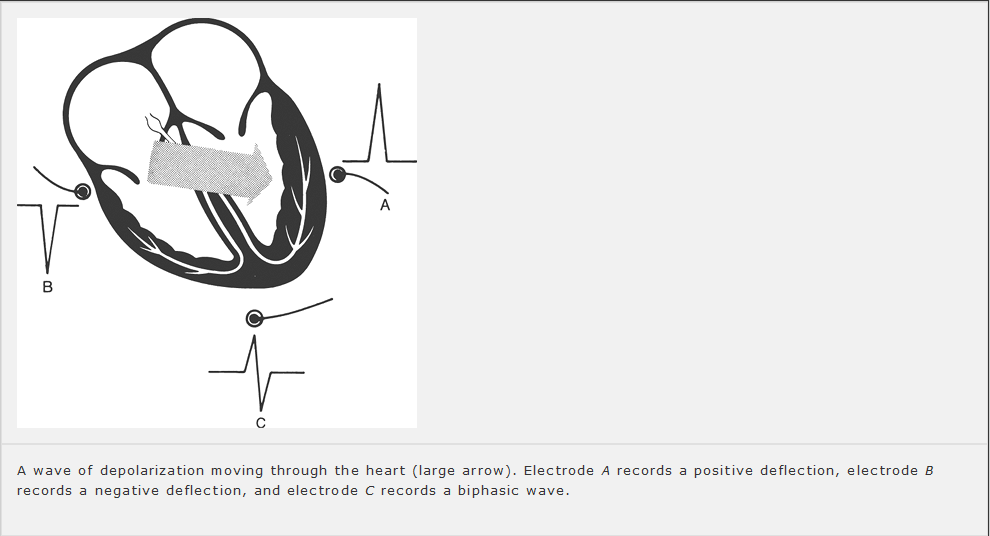 A
B
C
A wave of depolarization moving through the heart (large arrow). Electrode A records a positive deflection, electrode B
records a negative deflection, and electrode C records a biphasic wave.